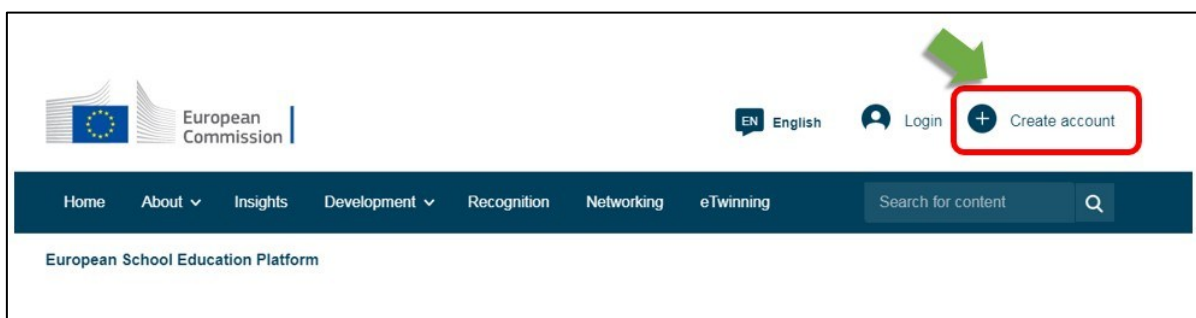 European
Commission
EN English Login + Create account
Home About Insights Development Recognition Networking eTwinning Search for content
European School Education Platform